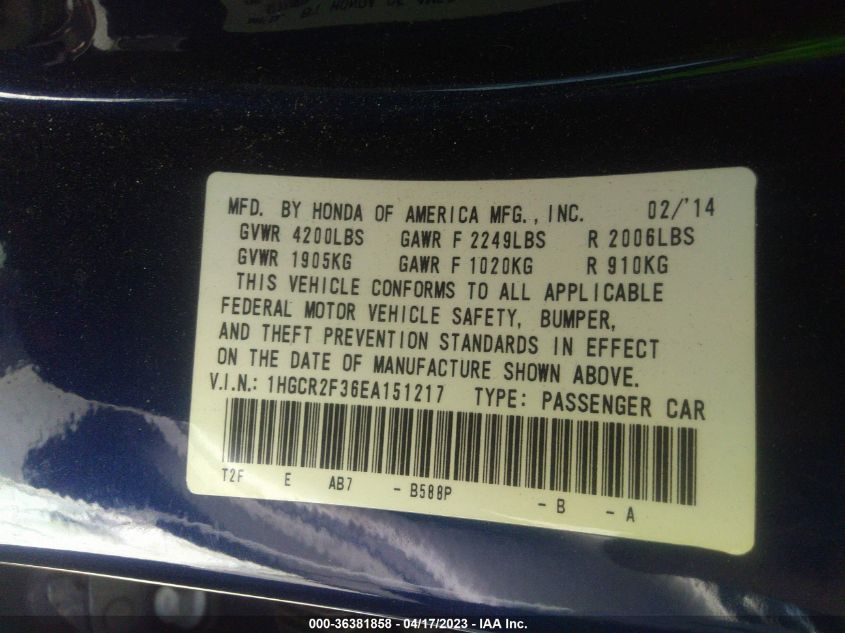 MFD. BY HONDA OF AMERICA MFG., INC. 02/'14
GVWR 4200LBS GAWR F 2249LBS R 2006LBS
GVWR 1905KG GAWR F 1020KG R 910KG
THIS VEHICLE CONFORMS TO ALL APPLICABLE
FEDERAL MOTOR VEHICLE SAFETY, BUMPER,
AND THEFT PREVENTION STANDARDS IN EFFECT
ON THE DATE OF MANUFACTURE SHOWN ABOVE.
V.I.N.: 1HGCR2F36EA151217 TYPE: PASSENGER CAR
T2F E AB7 - B588P - B - A
000-36381858 - 04/17/2023 - IAA Inc.